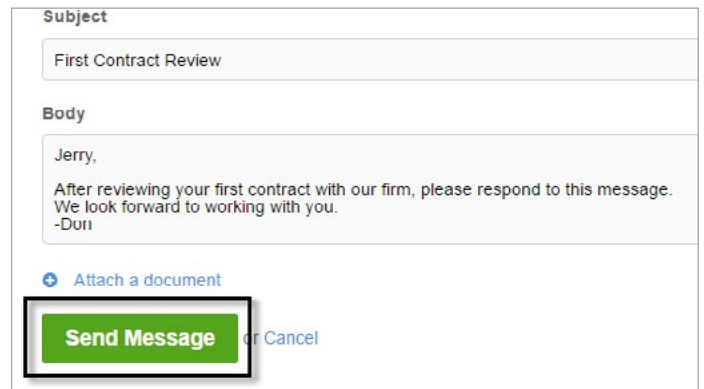 Subject
First Contract Review
Body
Jerry,
After reviewing your first contract with our firm, please respond to this message.
We look forward to working with you.
-Don
Attach a document
Send Message or Cancel